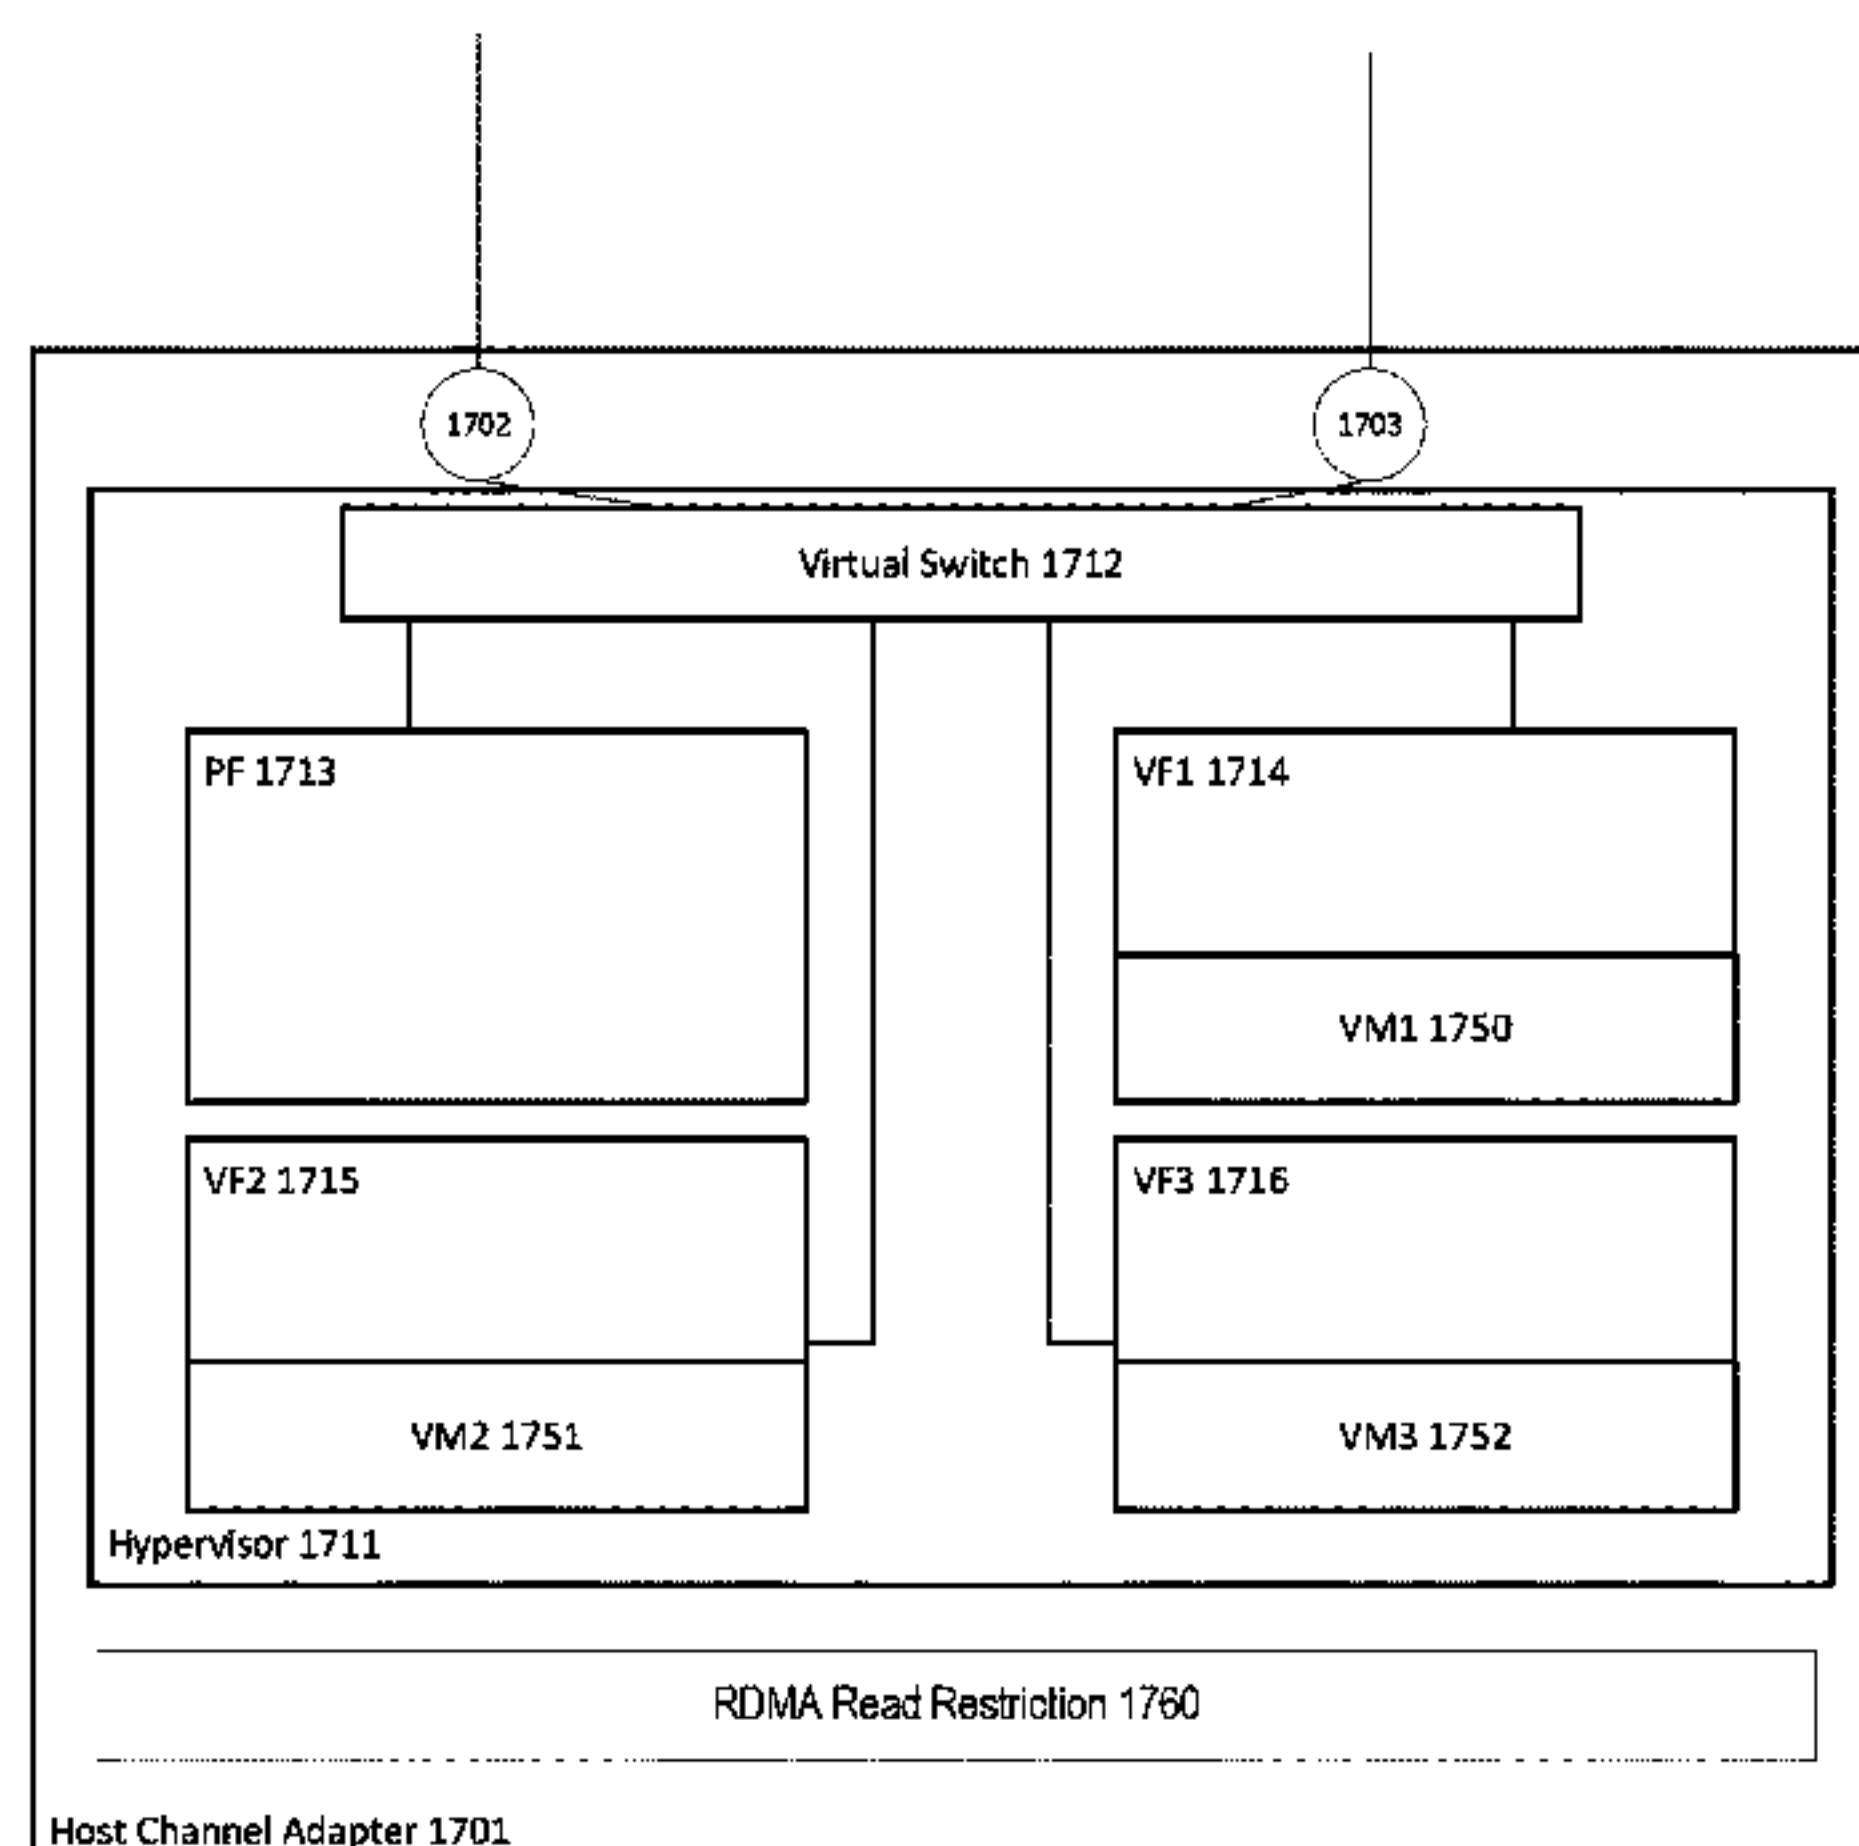 1702
1703
Virtual Switch 1712
PF 1713
VF1 1714
VM1 1750
VF2 1715
VF3 1716
VM2 1751
VM3 1752
Hypervisor 1711
RDMA Read Restriction 1760
Host Channel Adapter 1701